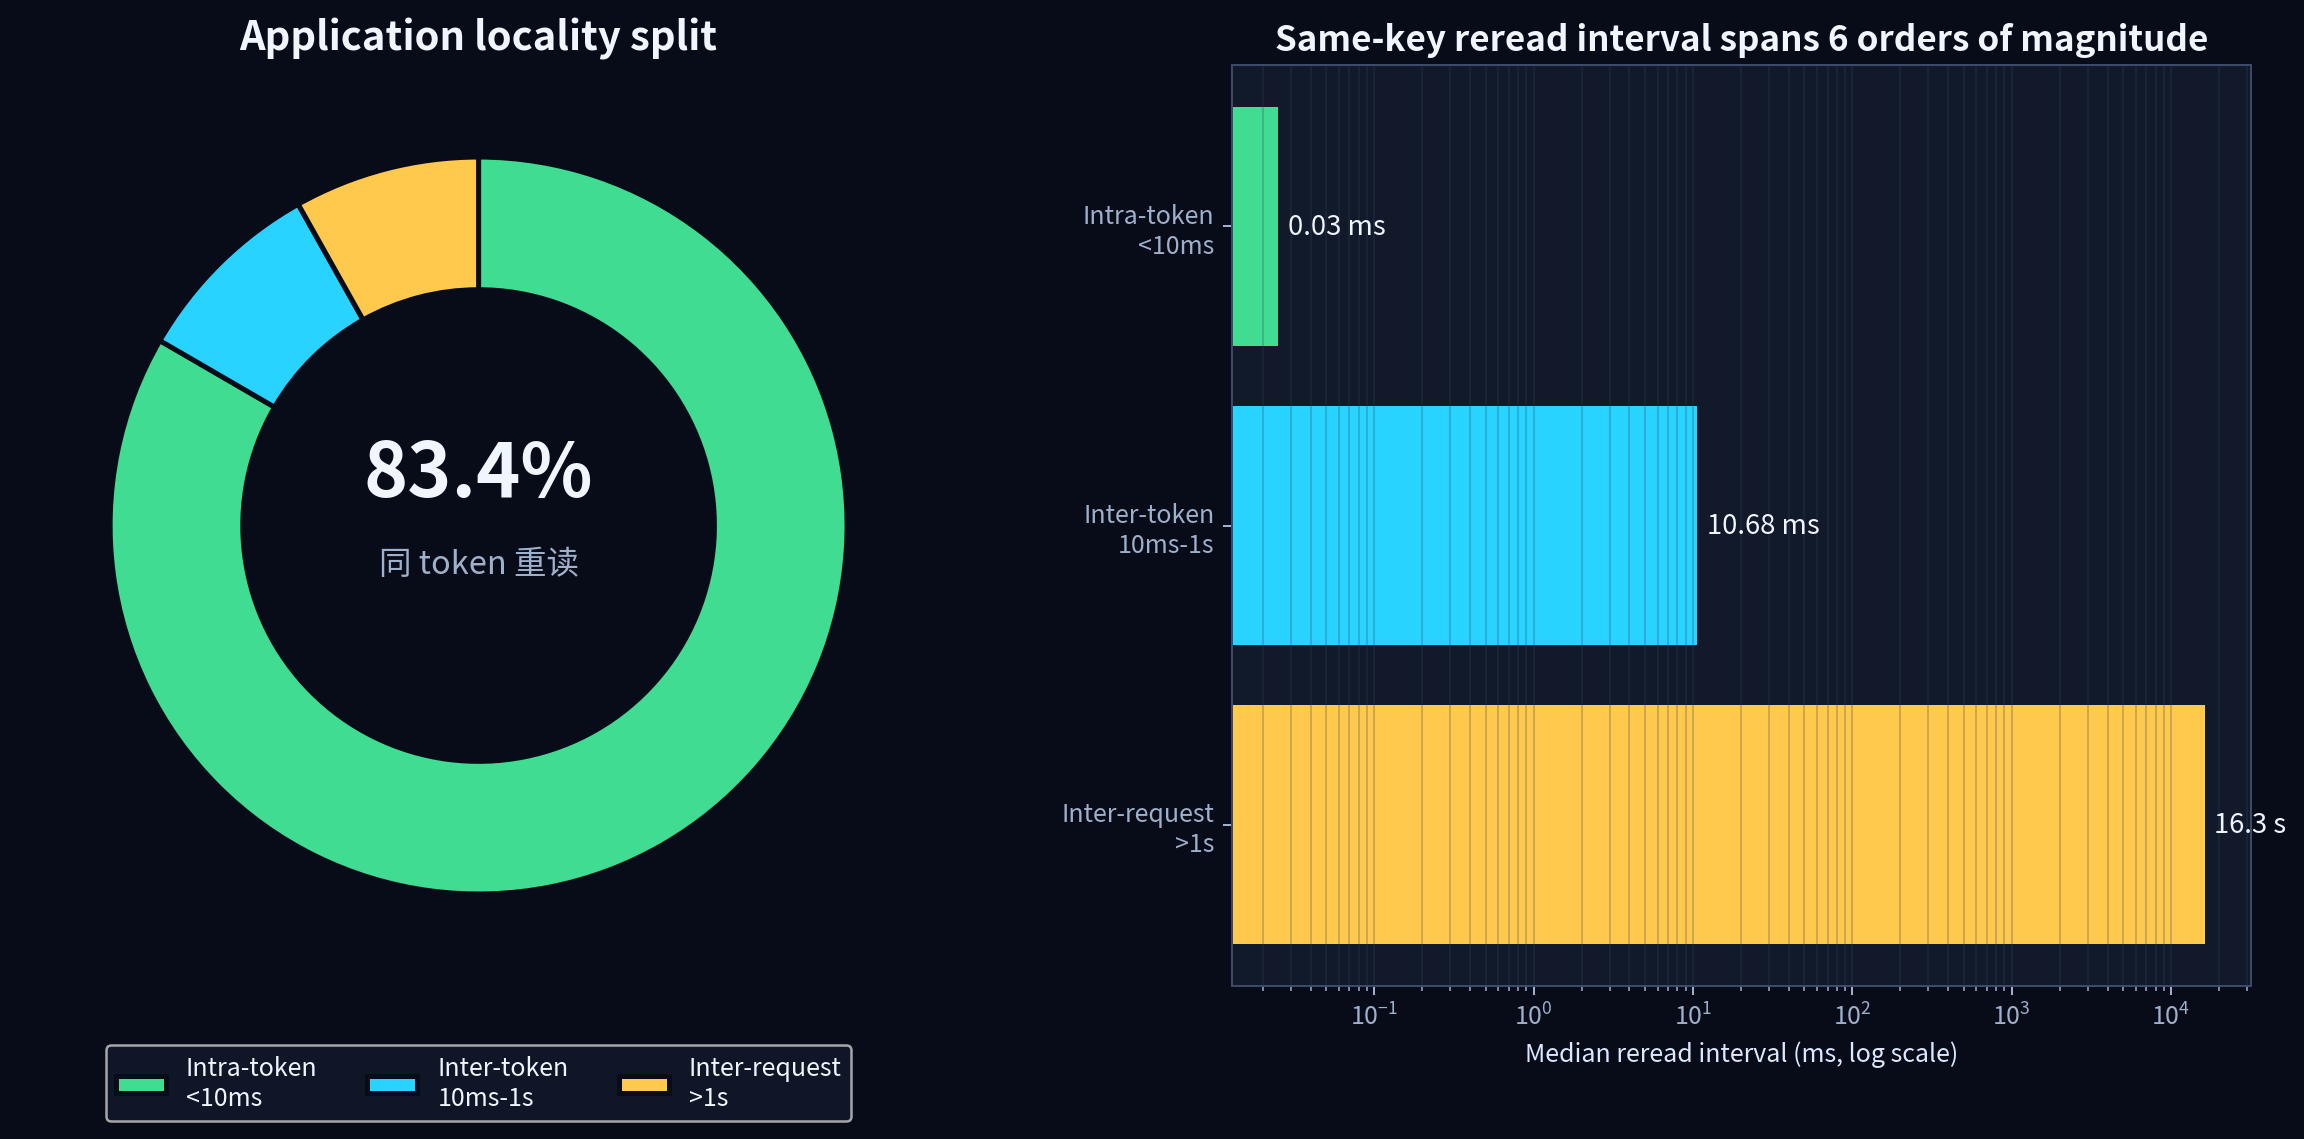 Application locality split
83.4%
同 token 重读
Intra-token
<10ms
Inter-token
10ms-1s
Inter-request
>1s
Same-key reread interval spans 6 orders of magnitude
Intra-token
<10ms
0.03 ms
Inter-token
10ms-1s
10.68 ms
Inter-request
>1s
16.3 s
10⁻¹ 10⁰ 10¹ 10² 10³ 10⁴
Median reread interval (ms, log scale)